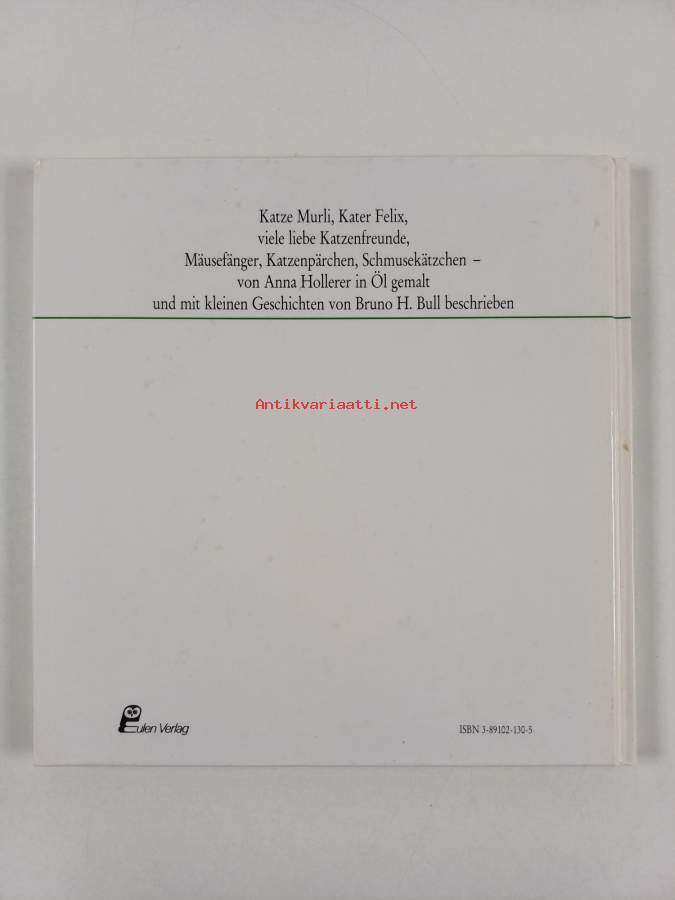 Katze Murli, Kater Felix,
viele liebe Katzenfreunde,
Mäusefänger, Katzenpärchen, Schmusekätzchen –
von Anna Hollerer in Öl gemalt
und mit kleinen Geschichten von Bruno H. Bull beschrieben
Antikvariaatti.net
Eulen Verlag
ISBN 3-89102-130-5